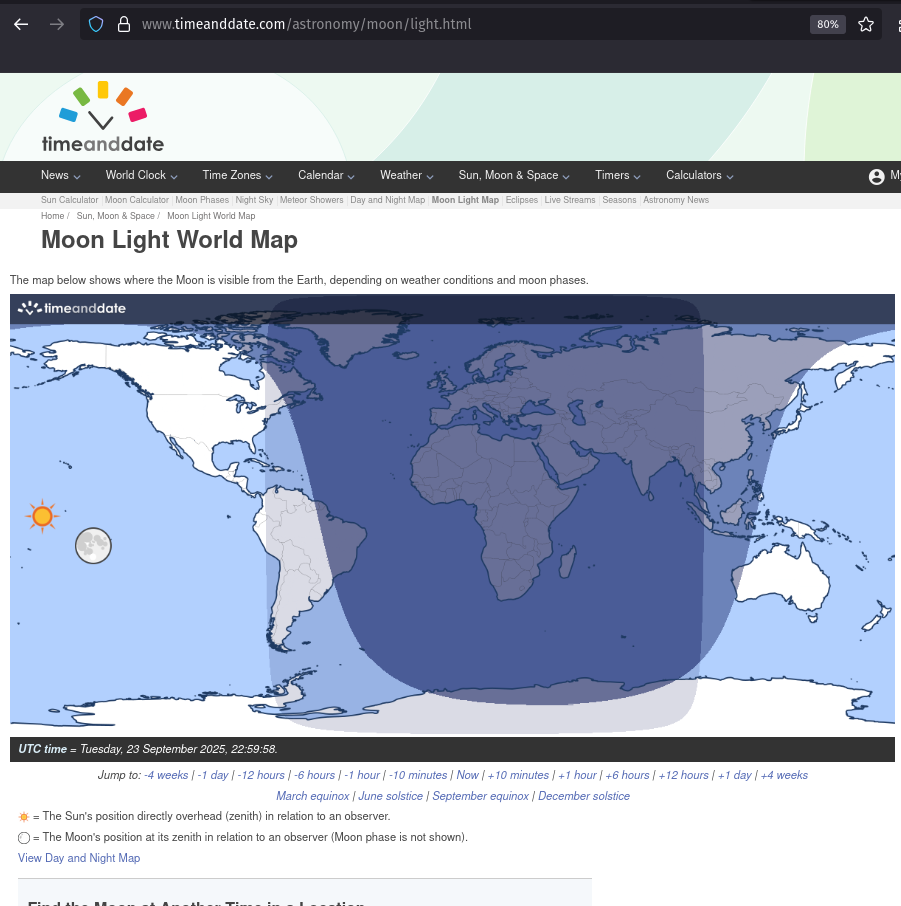 www.timeanddate.com/astronomy/moon/light.html 80%
timeanddate
News World Clock Time Zones Calendar Weather Sun, Moon & Space Timers Calculators My
Sun Calculator | Moon Calculator | Moon Phases | Night Sky | Meteor Showers | Day and Night Map | Moon Light Map | Eclipses | Live Streams | Seasons | Astronomy News
Home / Sun, Moon & Space / Moon Light World Map
Moon Light World Map
The map below shows where the Moon is visible from the Earth, depending on weather conditions and moon phases.
timeanddate
UTC time = Tuesday, 23 September 2025, 22:59:58.
Jump to: -4 weeks | -1 day | -12 hours | -6 hours | -1 hour | -10 minutes | Now | +10 minutes | +1 hour | +6 hours | +12 hours | +1 day | +4 weeks
March equinox | June solstice | September equinox | December solstice
= The Sun's position directly overhead (zenith) in relation to an observer.
= The Moon's position at its zenith in relation to an observer (Moon phase is not shown).
View Day and Night Map
Find the Moon at Another Time in a Location